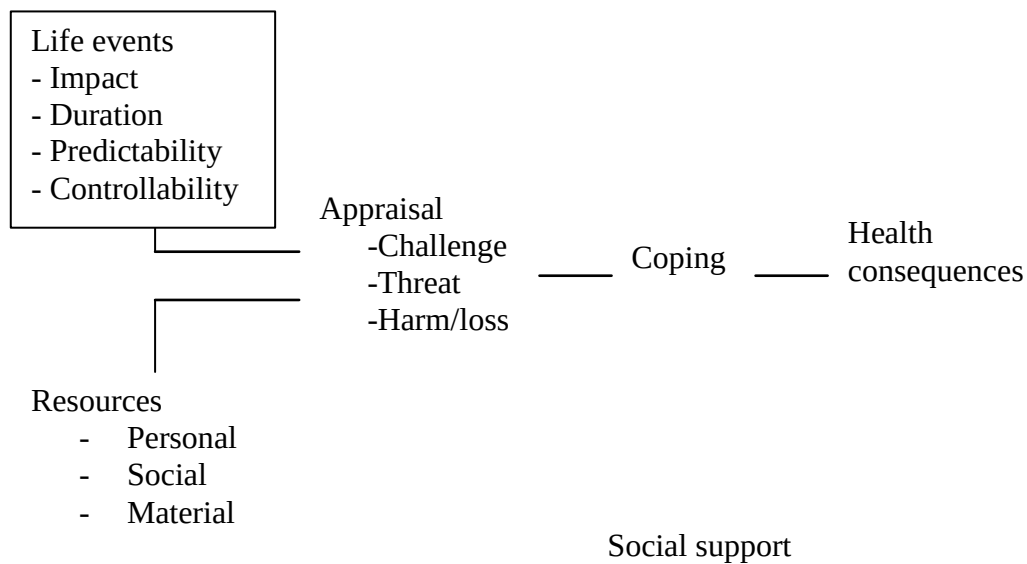 Life events
- Impact
- Duration
- Predictability
- Controllability
Appraisal
-Challenge
-Threat
-Harm/loss
Coping
Health
consequences
Resources
- Personal
- Social
- Material
Social support